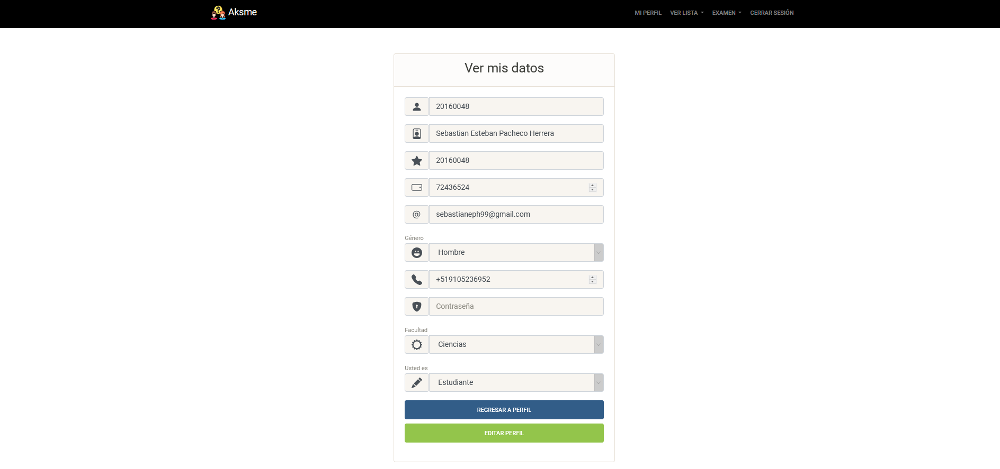 Aksme
MI PERFIL VER LISTA EXAMEN CERRAR SESIÓN
Ver mis datos
20160048
Sebastian Esteban Pacheco Herrera
20160048
72436524
@ sebastianeph99@gmail.com
Género
Hombre
+519105236952
Contraseña
Facultad
Ciencias
Usted es
Estudiante
REGRESAR A PERFIL
EDITAR PERFIL